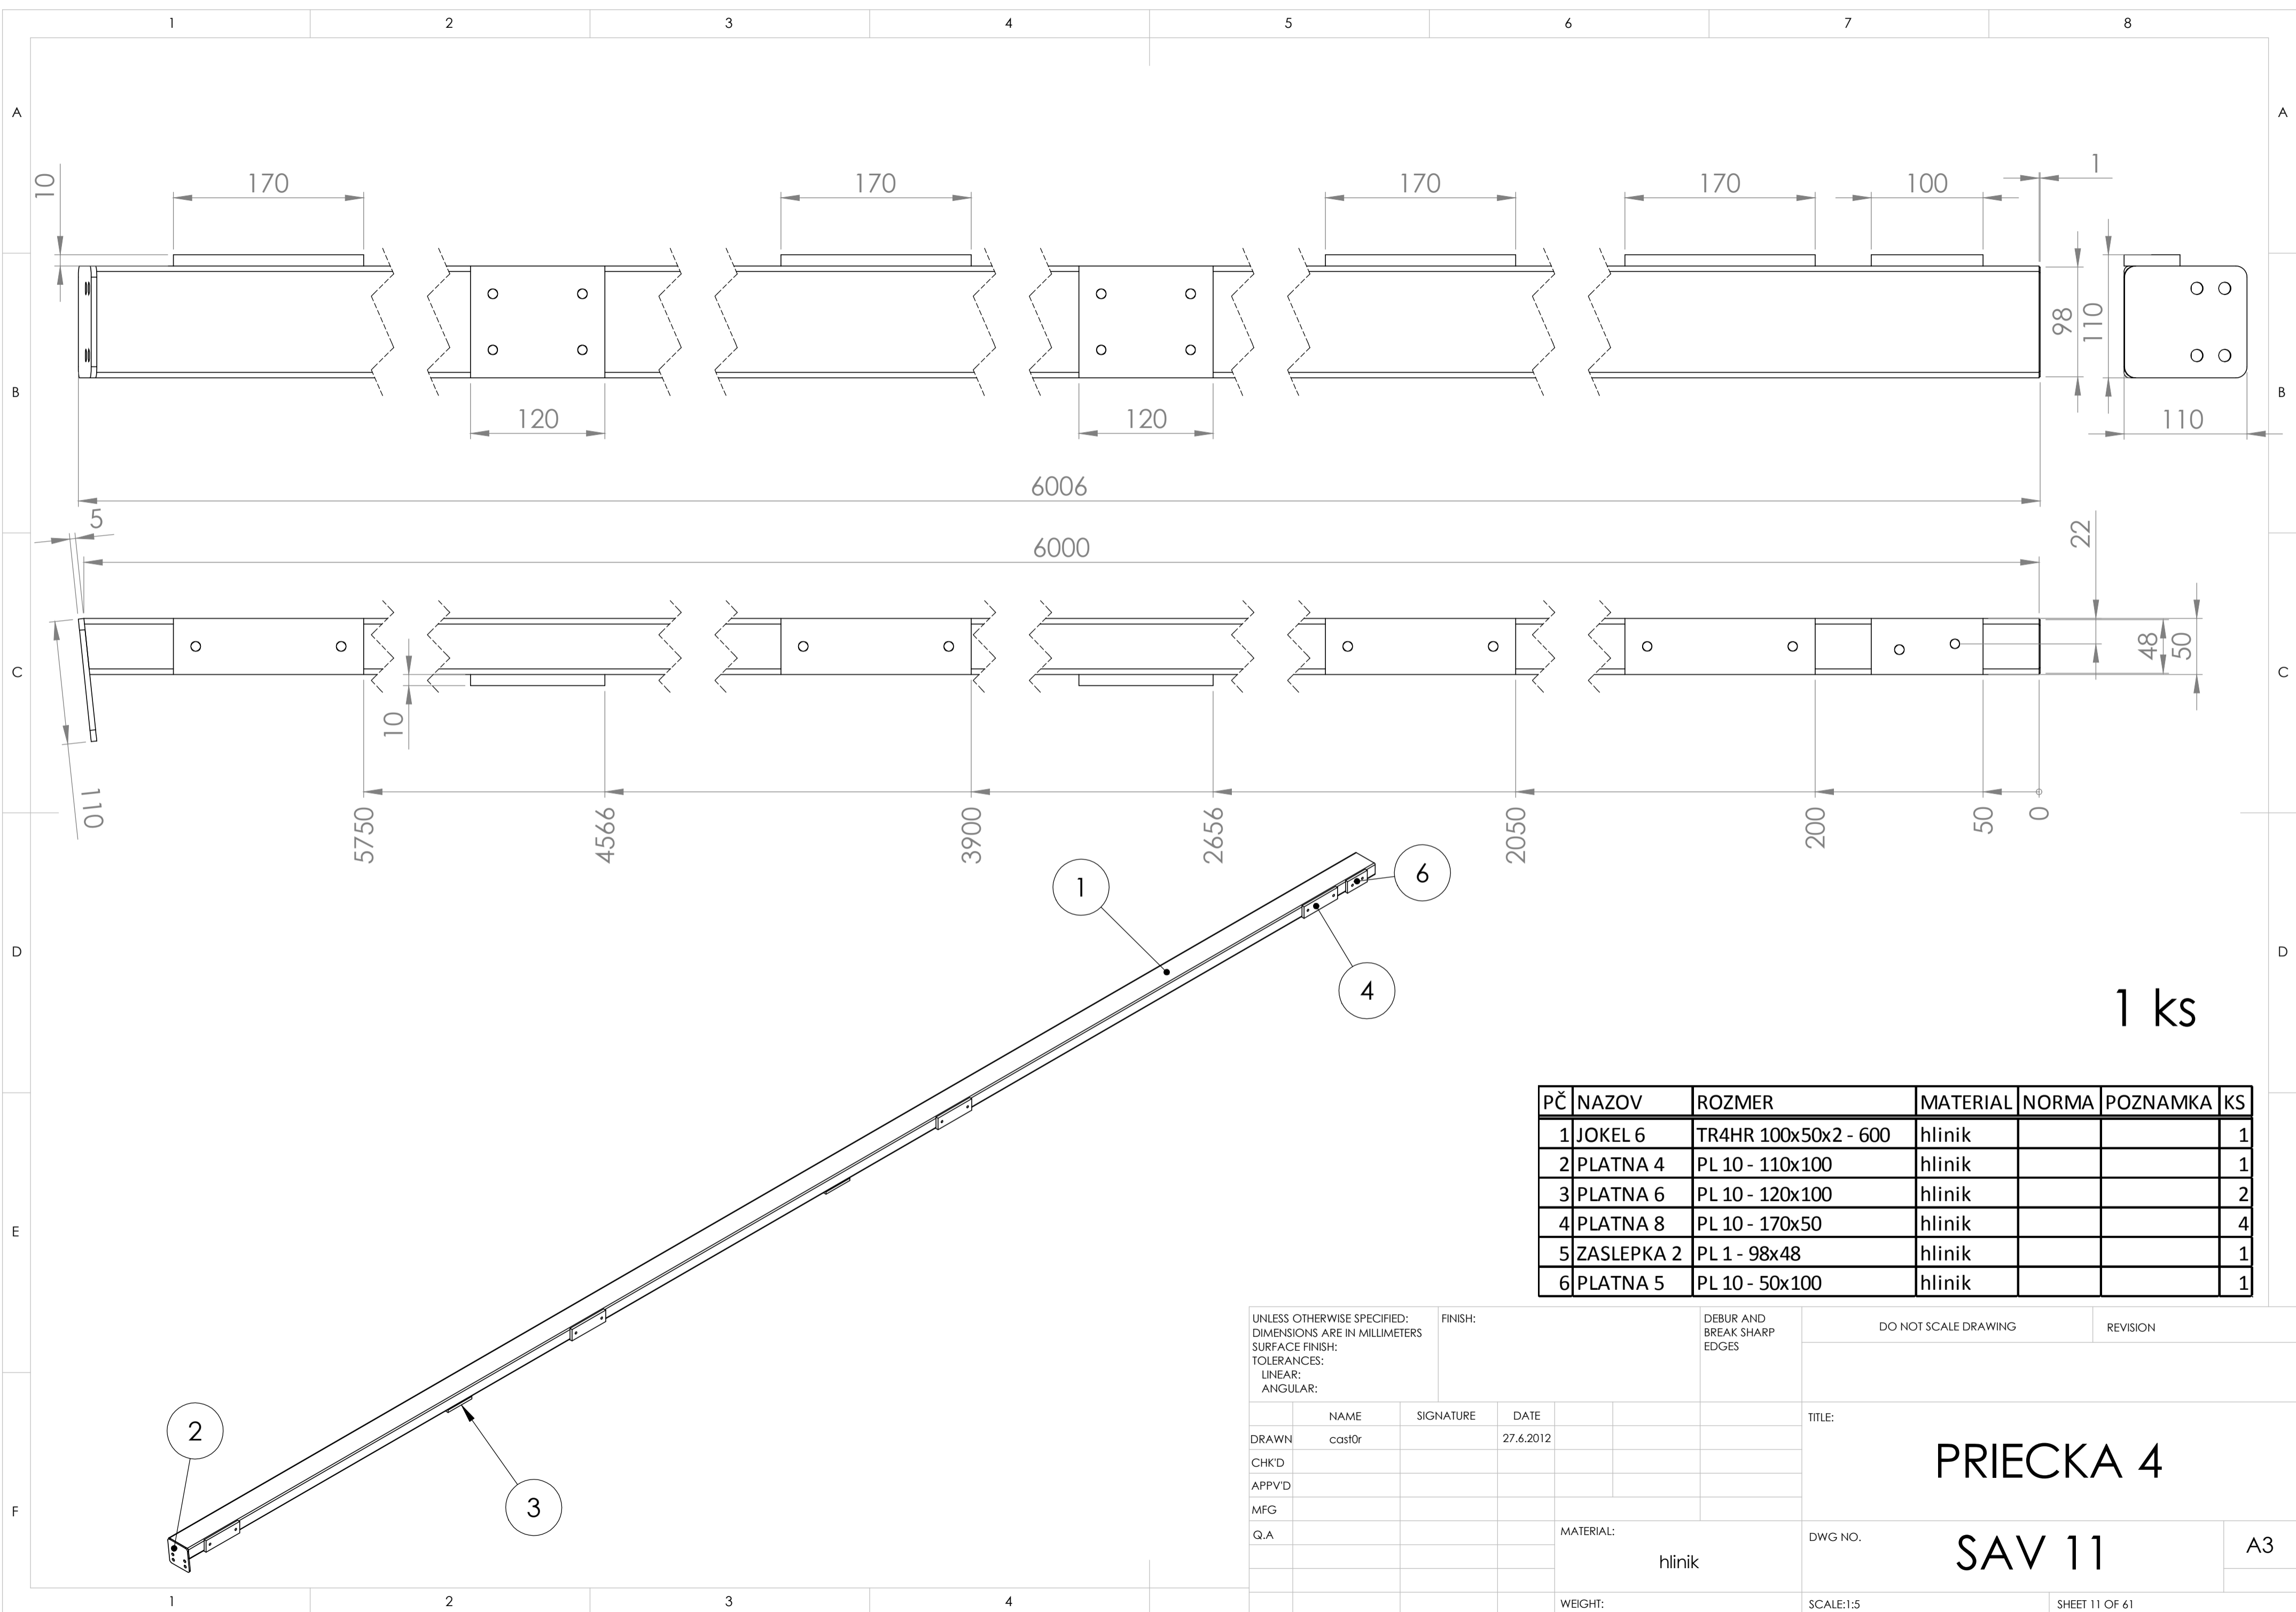 1 2 3 4 5 6 7 8
A A
10 170 170 170 170 100 1
98 110
B B
120 120 110
6006
5 6000 22
48 50
C C
10
110 5750 4566 3900 2656 2050 200 50 0
1 6
4
D D
1 ks
PČ NAZOV ROZMER MATERIAL NORMA POZNAMKA KS
1 JOKEL 6 TR4HR 100x50x2 - 600 hlinik 1
2 PLATNA 4 PL 10 - 110x100 hlinik 1
3 PLATNA 6 PL 10 - 120x100 hlinik 2
4 PLATNA 8 PL 10 - 170x50 hlinik 4
5 ZASLEPKA 2 PL 1 - 98x48 hlinik 1
6 PLATNA 5 PL 10 - 50x100 hlinik 1
E E
2
3
F
UNLESS OTHERWISE SPECIFIED:
DIMENSIONS ARE IN MILLIMETERS
SURFACE FINISH:
TOLERANCES:
LINEAR:
ANGULAR:
FINISH:
DEBUR AND
BREAK SHARP
EDGES
DO NOT SCALE DRAWING
REVISION
NAME SIGNATURE DATE
DRAWN cast0r 27.6.2012
CHK'D
APPV'D
MFG
Q.A
MATERIAL:
hlinik
WEIGHT:
TITLE:
PRIECKA 4
DWG NO.
SAV 11
A3
SCALE:1:5
SHEET 11 OF 61
1 2 3 4